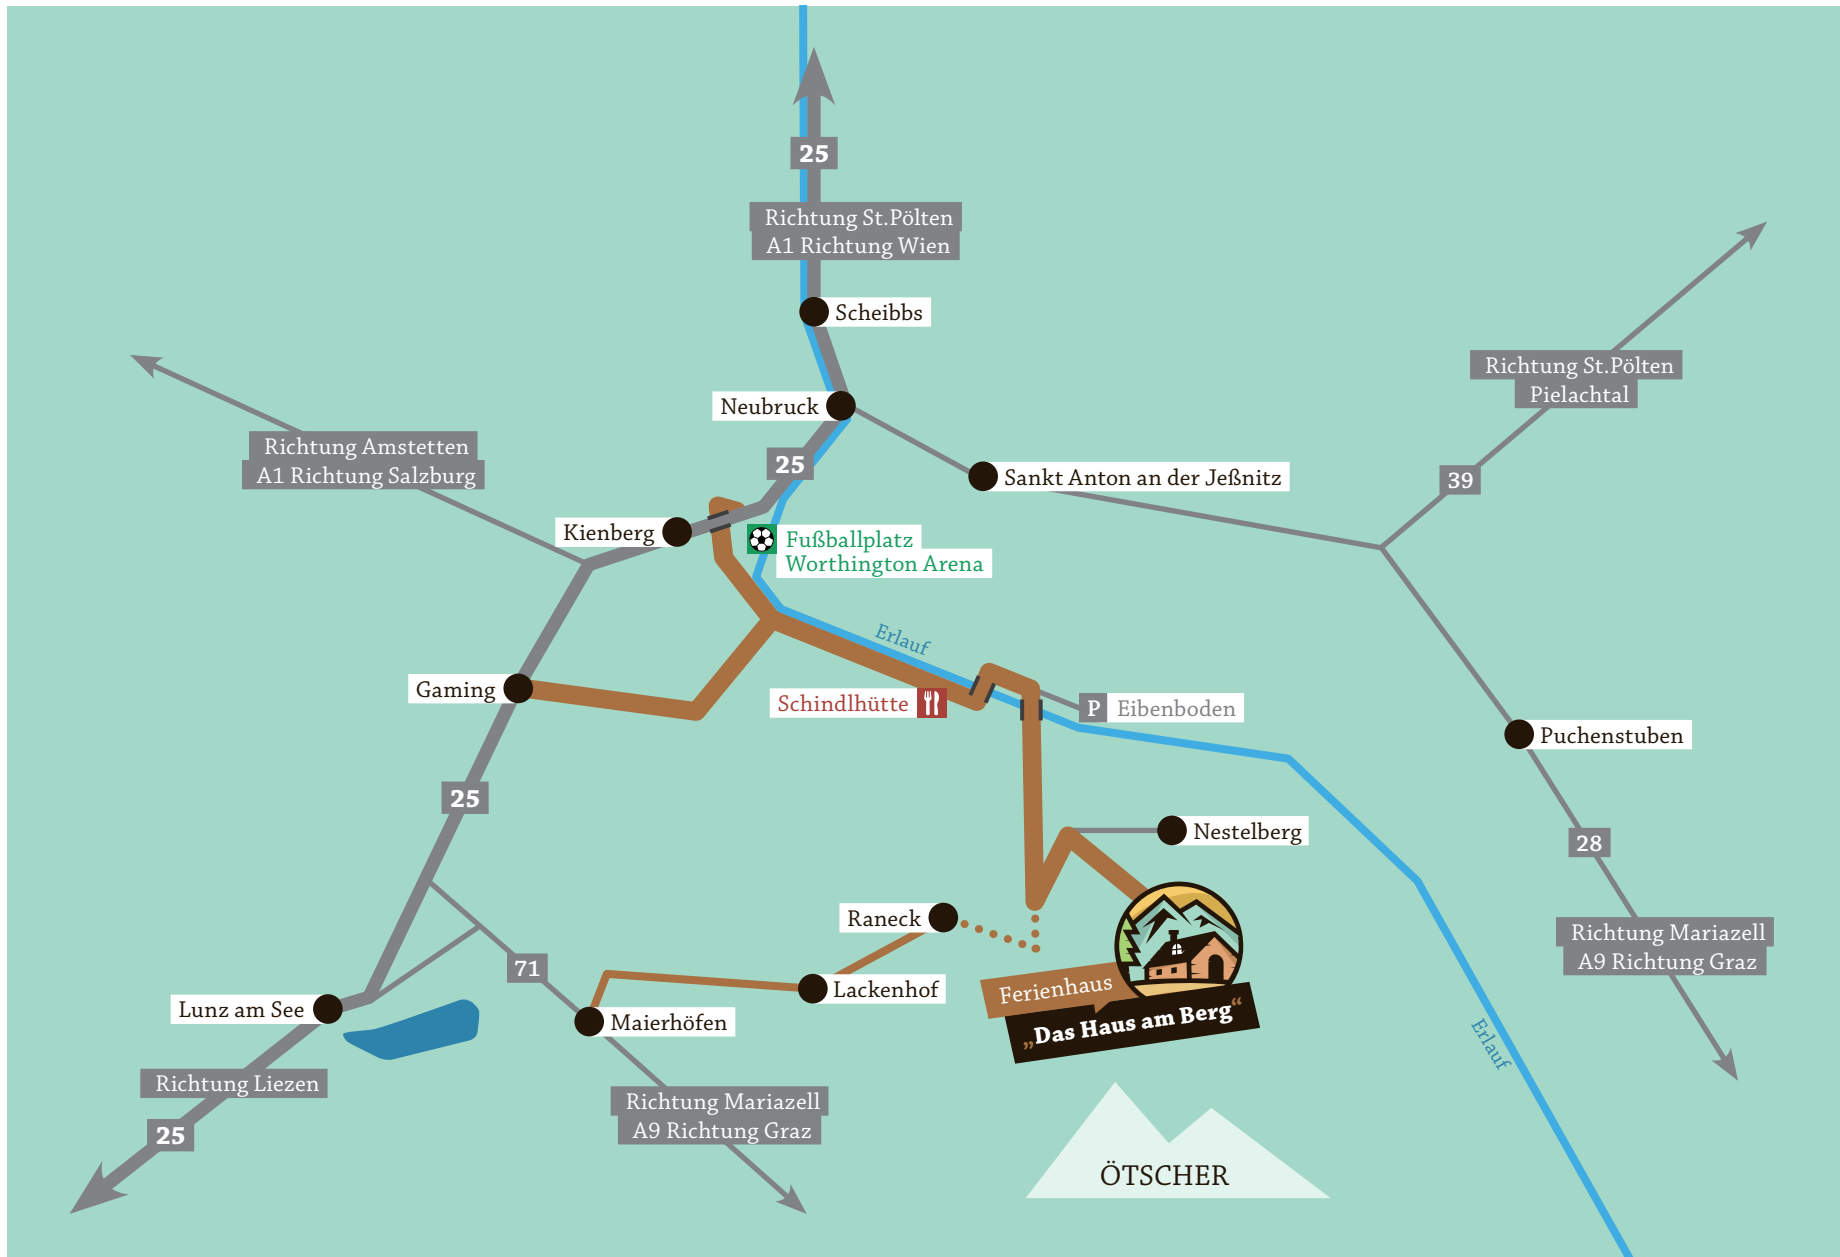 25
Richtung St.Pölten
A1 Richtung Wien
Scheibbs
Richtung St.Pölten
Pielachtal
Neubruck
Richtung Amstetten
A1 Richtung Salzburg
25
Sankt Anton an der Jeßnitz
39
Kienberg
Fußballplatz
Worthington Arena
Erlauf
Gaming
Schindlhütte
P Eibenboden
Puchenstuben
25
Nestelberg
28
Raneck
Richtung Mariazell
A9 Richtung Graz
71
Lackenhof
Ferienhaus
„Das Haus am Berg“
Lunz am See
Maierhöfen
Erlauf
Richtung Liezen
25
Richtung Mariazell
A9 Richtung Graz
ÖTSCHER